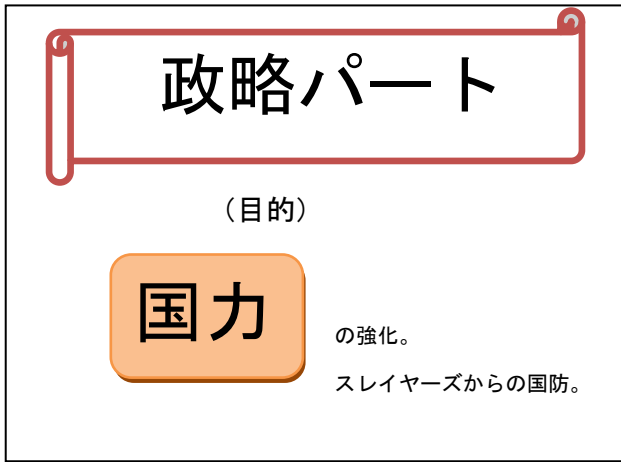 政略パート
（目的）
国力
の強化。
スレイヤーズからの国防。